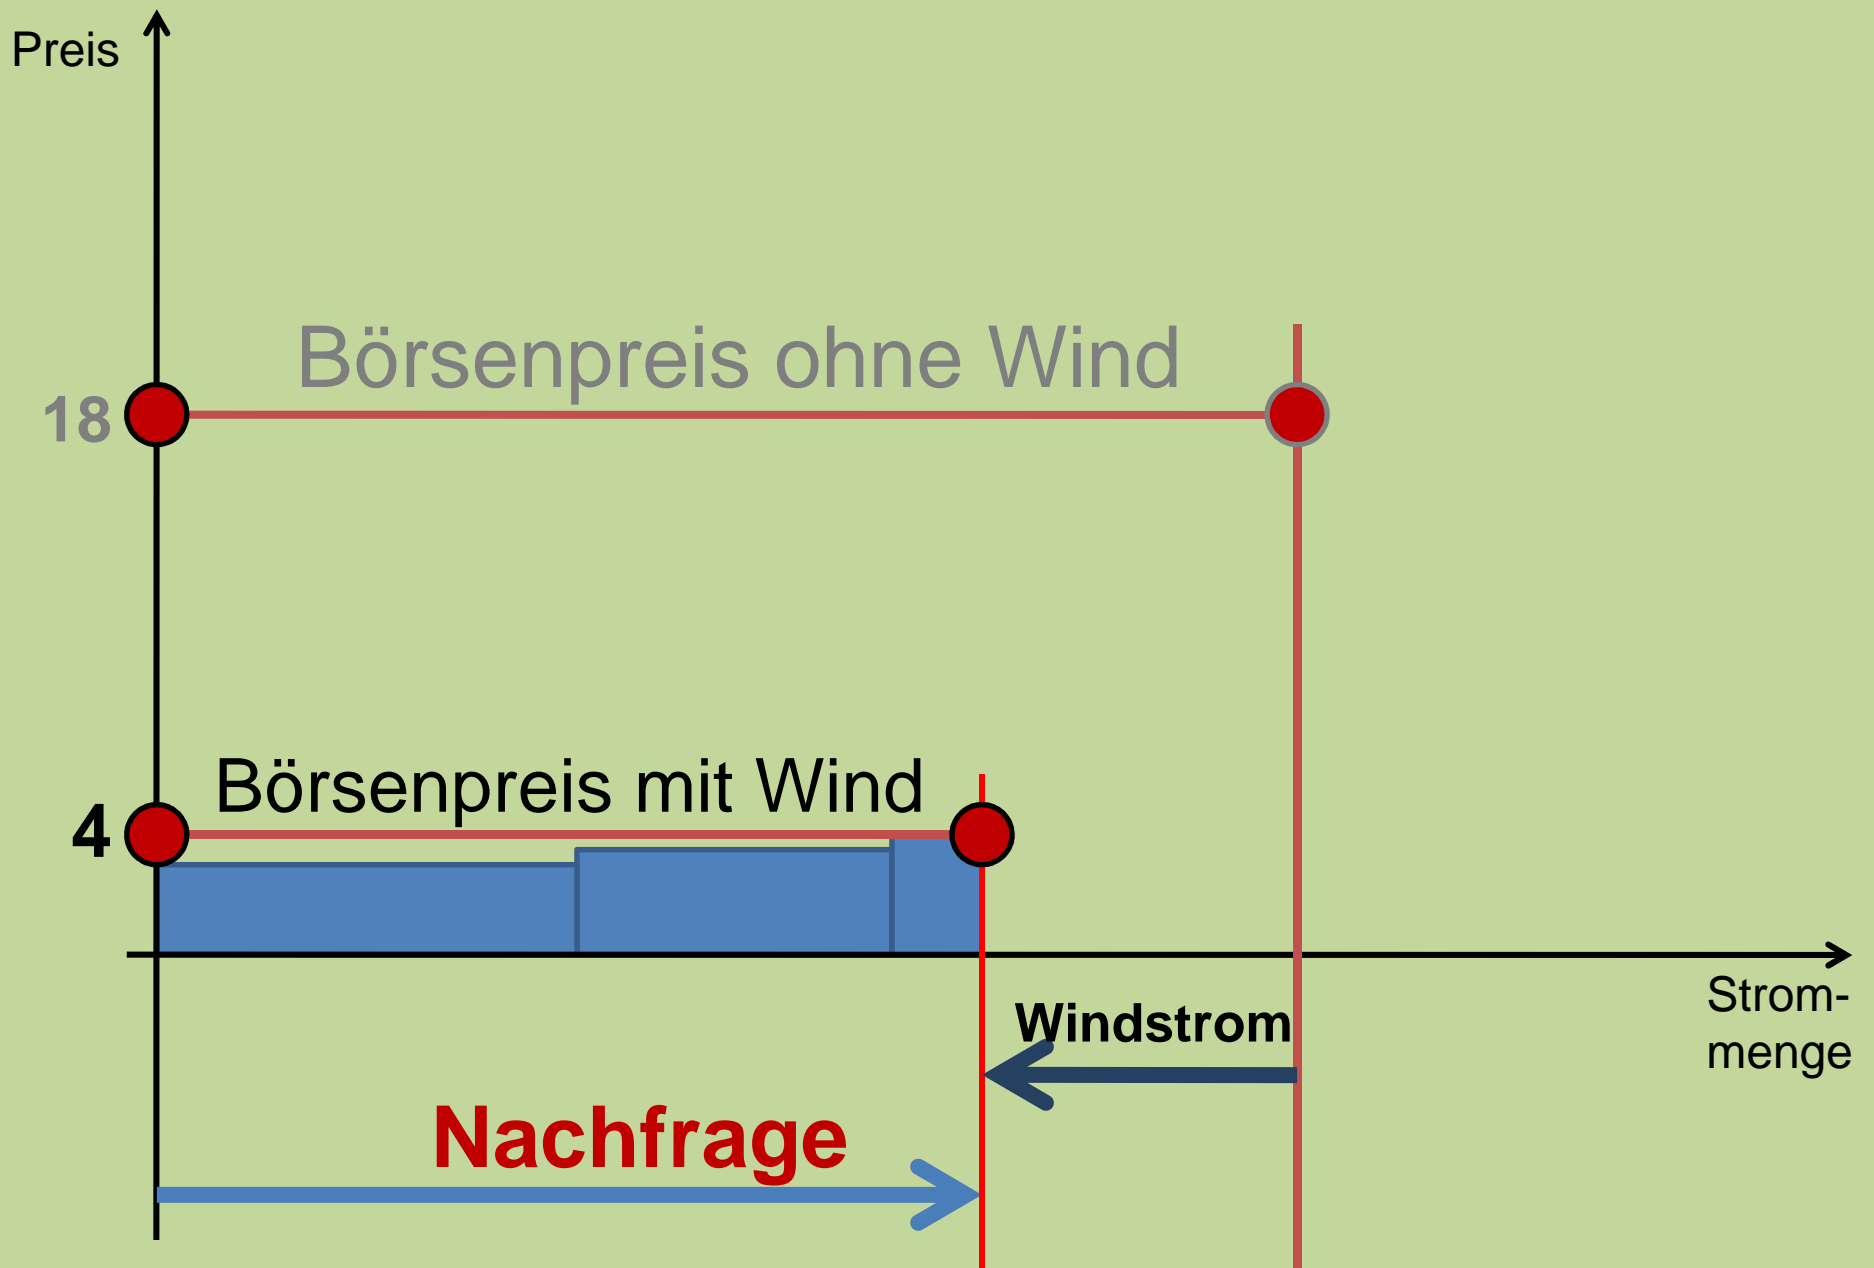 Preis
Börsenpreis ohne Wind
18
Börsenpreis mit Wind
4
Strom-
menge
Windstrom
Nachfrage